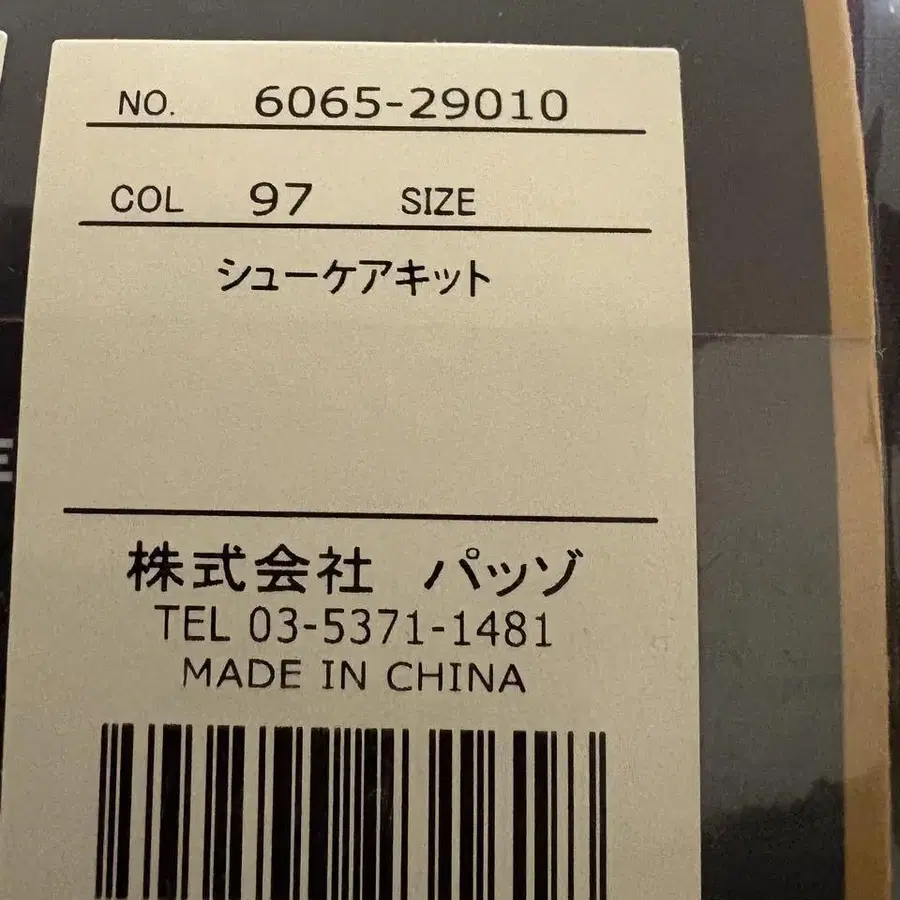 NO. 6065-29010
COL 97 SIZE
シューケアキット
株式会社 パッゾ
TEL 03-5371-1481
MADE IN CHINA
E